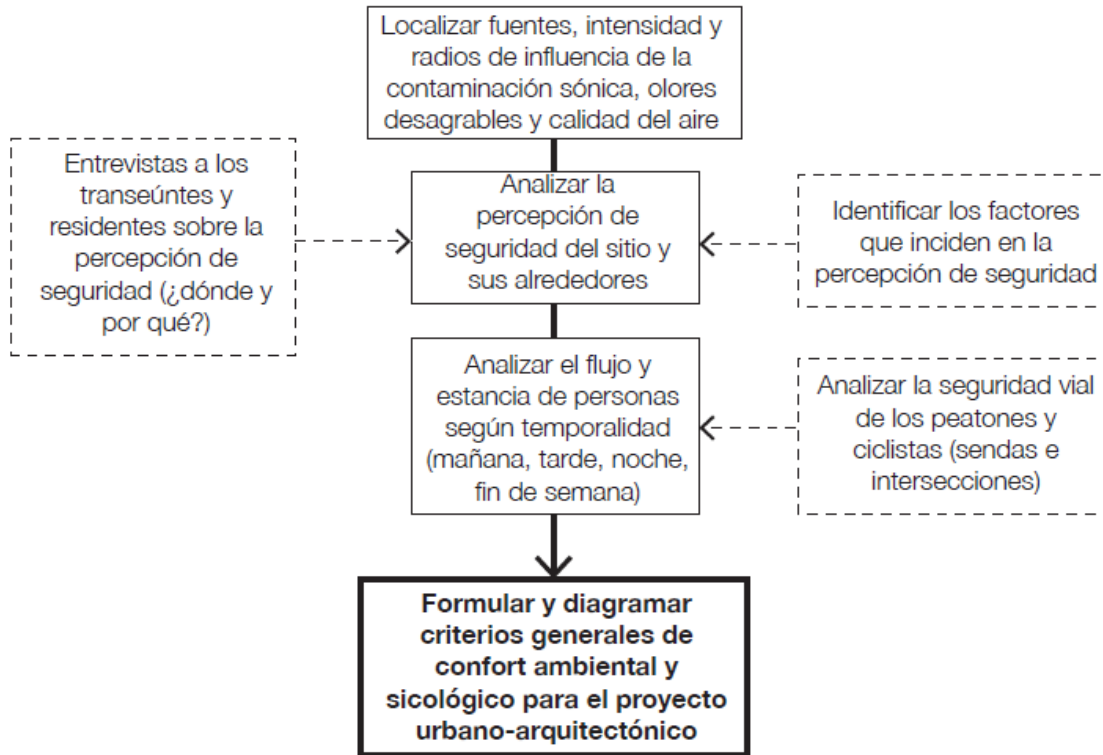 Localizar fuentes, intensidad y
radios de influencia de la
contaminación sónica, olores
desagrables y calidad del aire
Entrevistas a los
transeúntes y
residentes sobre la
percepción de
seguridad (¿dónde y
por qué?)
Analizar la
percepción de
seguridad del sitio y
sus alrededores
Identificar los factores
que inciden en la
percepción de seguridad
Analizar el flujo y
estancia de personas
según temporalidad
(mañana, tarde, noche,
fin de semana)
Analizar la seguridad vial
de los peatones y
ciclistas (sendas e
intersecciones)
Formular y diagramar
criterios generales de
confort ambiental y
sicológico para el proyecto
urbano-arquitectónico